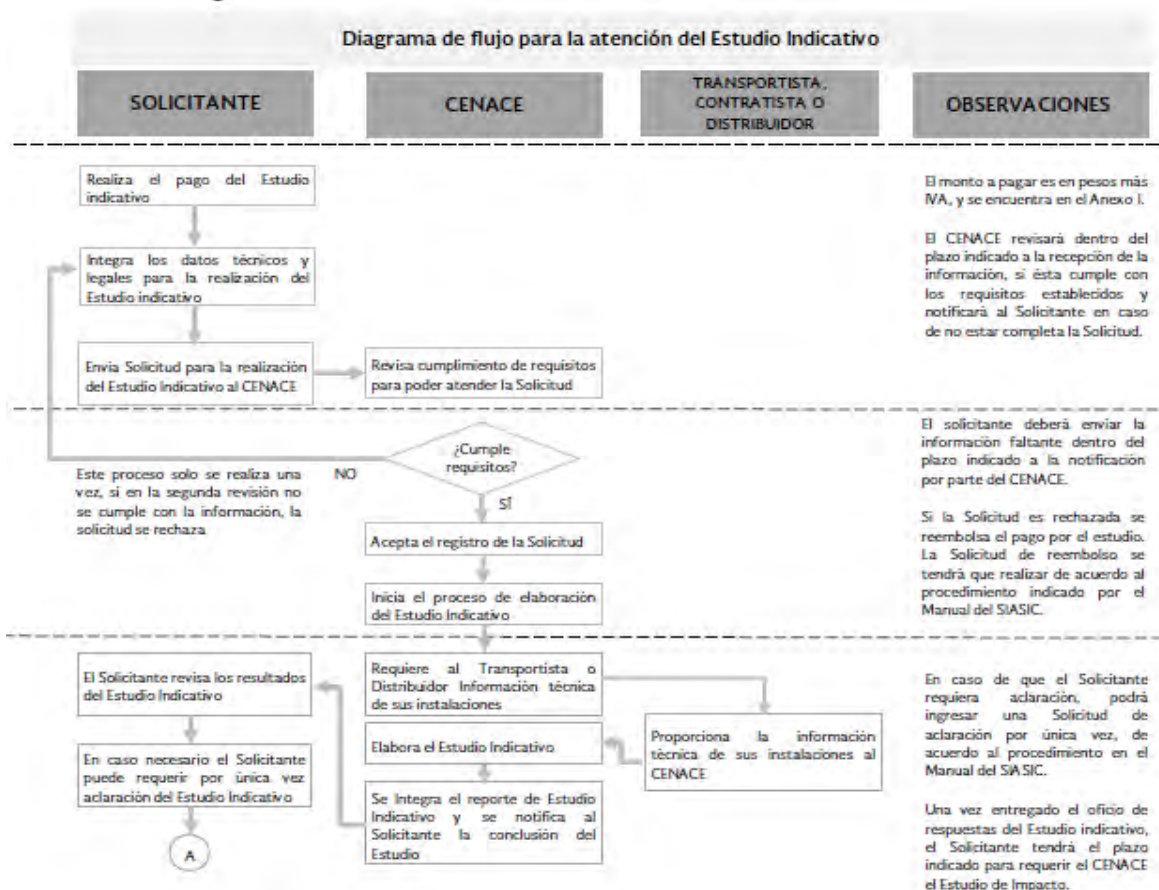 Diagrama de flujo para la atención del Estudio Indicativo
SOLICITANTE
CENACE
TRANSPORTISTA,
CONTRATISTA O
DISTRIBUIDOR
OBSERVACIONES
Realiza el pago del Estudio
indicativo
Integra los datos técnicos y
legales para la realización del
Estudio indicativo
Envía Solicitud para la realización
del Estudio Indicativo al CENACE
Revisa cumplimiento de requisitos
para poder atender la Solicitud
El monto a pagar es en pesos más
IVA, y se encuentra en el Anexo I.
El CENACE revisará dentro del
plazo indicado a la recepción de la
información, si ésta cumple con
los requisitos establecidos y
notificará al Solicitante en caso
de no estar completa la Solicitud.
¿Cumple
requisitos?
NO
SÍ
Este proceso solo se realiza una
vez, si en la segunda revisión no
se cumple con la información, la
solicitud se rechaza
Acepta el registro de la Solicitud
Inicia el proceso de elaboración
del Estudio Indicativo
El solicitante deberá enviar la
información faltante dentro del
plazo indicado a la notificación
por parte del CENACE.
Si la Solicitud es rechazada se
reembolsa el pago por el estudio.
La Solicitud de reembolso se
tendrá que realizar de acuerdo al
procedimiento indicado por el
Manual del SIASIC.
El Solicitante revisa los resultados
del Estudio Indicativo
En caso necesario el Solicitante
puede requerir por única vez
aclaración del Estudio Indicativo
A
Requiere al Transportista o
Distribuidor Información técnica
de sus instalaciones
Elabora el Estudio Indicativo
Se Integra el reporte de Estudio
Indicativo y se notifica al
Solicitante la conclusión del
Estudio
Proporciona la información
técnica de sus instalaciones al
CENACE
En caso de que el Solicitante
requiera aclaración, podrá
ingresar una Solicitud de
aclaración por única vez, de
acuerdo al procedimiento en el
Manual del SIASIC.
Una vez entregado el oficio de
respuestas del Estudio indicativo,
el Solicitante tendrá el plazo
indicado para requerir el CENACE
el Estudio de Impacto.